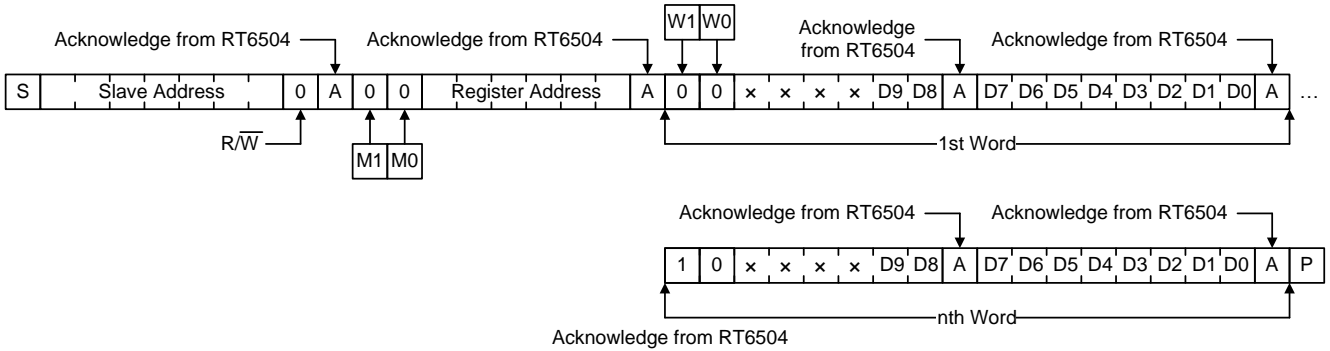 W1 W0
Acknowledge from RT6504
Acknowledge from RT6504
Acknowledge
from RT6504
Acknowledge from RT6504
S Slave Address 0 A 0 0 Register Address A 0 0 × × × × D9 D8 A D7 D6 D5 D4 D3 D2 D1 D0 A …
R/W
M1 M0
1st Word
Acknowledge from RT6504
Acknowledge from RT6504
1 0 × × × × D9 D8 A D7 D6 D5 D4 D3 D2 D1 D0 A P
nth Word
Acknowledge from RT6504